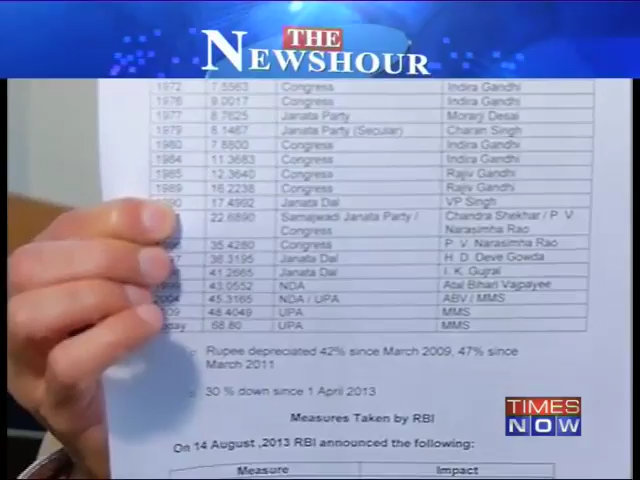 THE
NEWSHOUR
1972 7.5563 Congress Indira Gandhi
1976 9.0017 Congress Indira Gandhi
1977 8.7625 Janata Party Morarji Desai
1979 8.1467 Janata Party (Secular) Charan Singh
1980 7.8800 Congress Indira Gandhi
1984 11.3683 Congress Indira Gandhi
1985 12.3640 Congress Rajiv Gandhi
1989 16.2238 Congress Rajiv Gandhi
17.4992 Janata Dal VP Singh
22.6890 Samajwadi Janata Party / Chandra Shekhar / P V
Congress Narasimha Rao
35.4280 Congress P. V. Narasimha Rao
36.3195 Janata Dal H. D. Deve Gowda
41.2665 Janata Dal I. K. Gujral
43.0552 NDA Atal Bihari Vajpayee
2004 45.3165 NDA / UPA ABV / MMS
48.4049 UPA MMS
68.80 UPA MMS
Rupee depreciated 42% since March 2009, 47% since
March 2011
30 % down since 1 April 2013
Measures Taken by RBI
On 14 August ,2013 RBI announced the following:
Measure Impact
TIMES
NOW